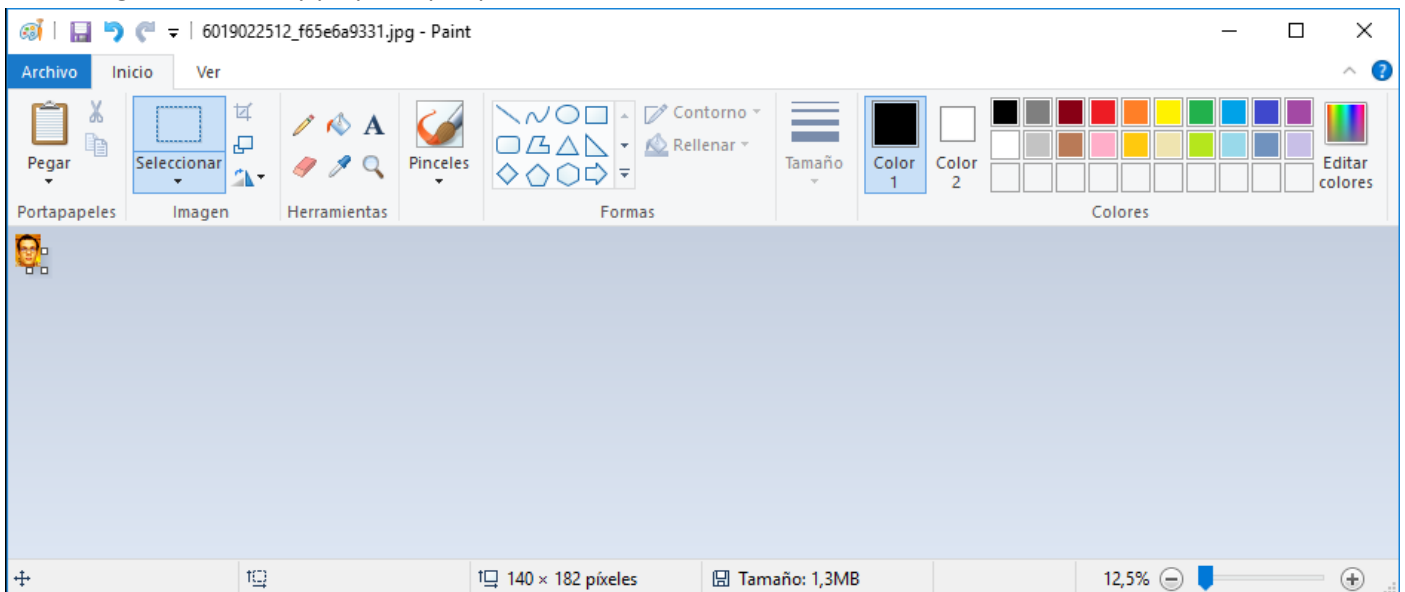 6019022512_f65e6a9331.jpg - Paint
Archivo Inicio Ver
Pegar
Seleccionar
A
Pinceles
Contorno
Rellenar
Tamaño
Color 1
Color 2
Editar colores
Portapapeles Imagen Herramientas Formas Colores
140 × 182 píxeles Tamaño: 1,3MB 12,5%